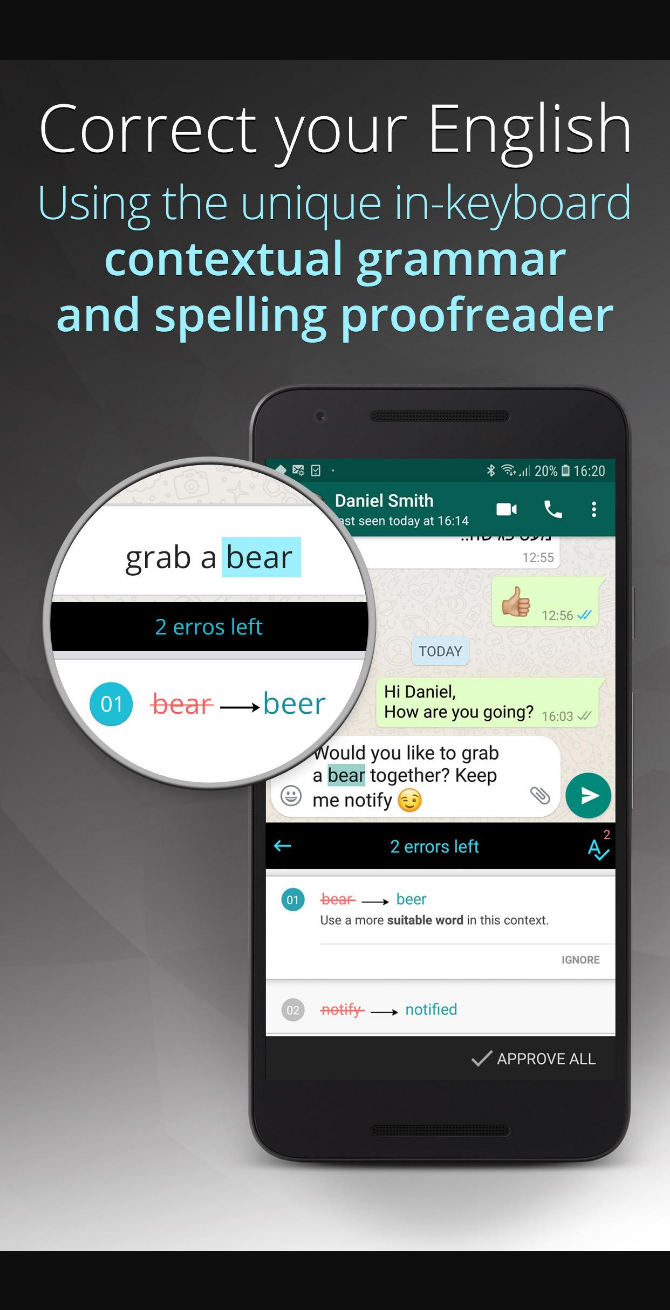 Correct your English
Using the unique in-keyboard
contextual grammar
and spelling proofreader
20% 16:20
Daniel Smith
ast seen today at 16:14
12:55
12:56
TODAY
Hi Daniel,
How are you going? 16:03
Would you like to grab
a bear together? Keep
me notify
grab a bear
2 erros left
01 bear beer
2 errors left
2
A
01 bear beer
Use a more suitable word in this context.
IGNORE
02 notify notified
APPROVE ALL